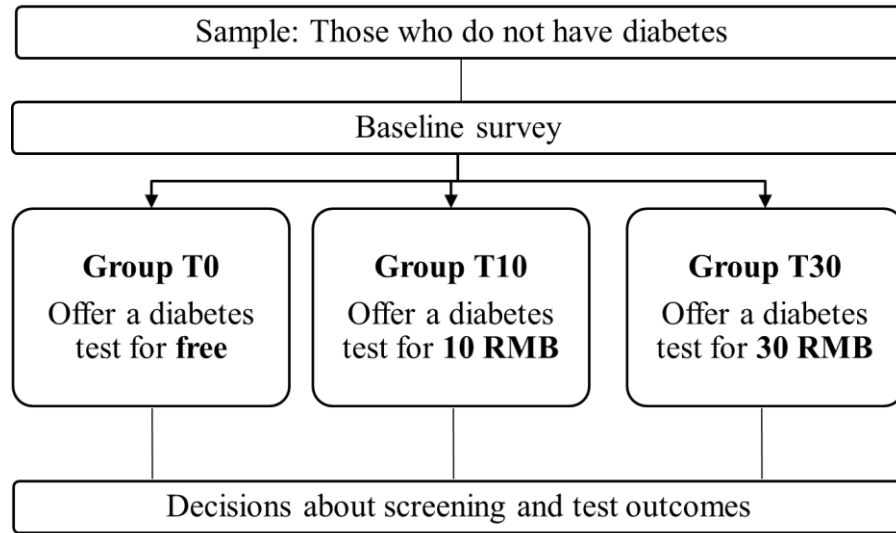 Sample: Those who do not have diabetes
Baseline survey
Group T0
Offer a diabetes
test for free
Group T10
Offer a diabetes
test for 10 RMB
Group T30
Offer a diabetes
test for 30 RMB
Decisions about screening and test outcomes